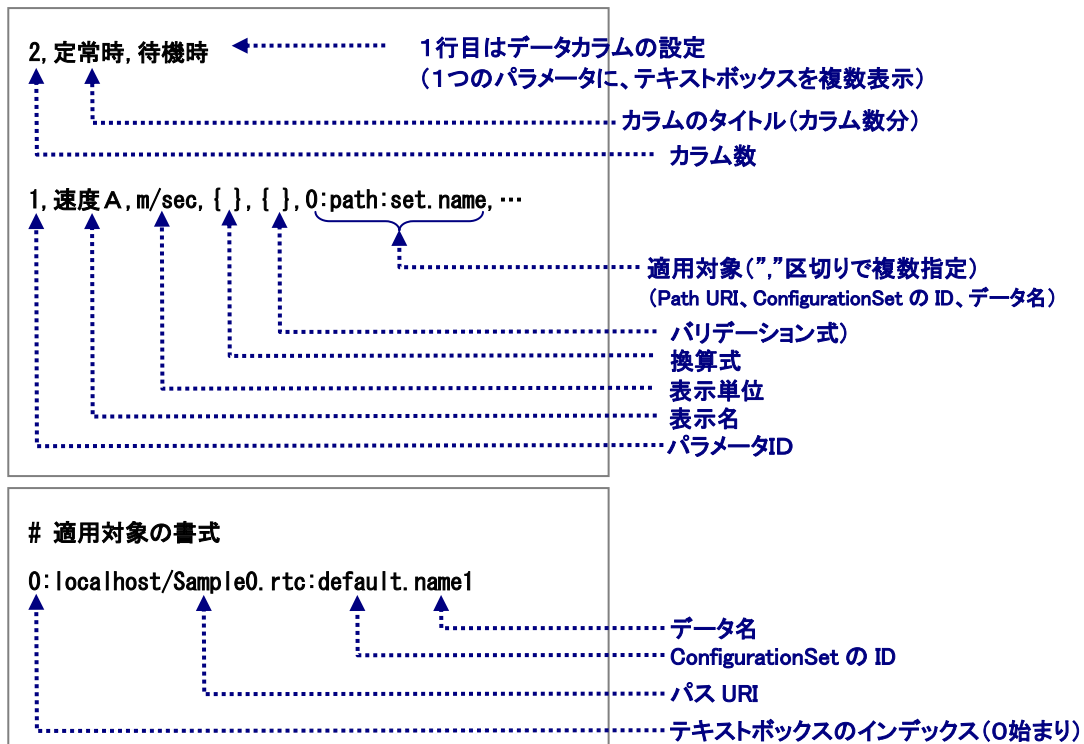 2,定常時,待機時
1行目はデータカラムの設定
(1つのパラメータに、テキストボックスを複数表示)
カラムのタイトル(カラム数分)
カラム数
1,速度A,m/sec,{ },{ },0:path:set.name,…
適用対象(”,”区切りで複数指定)
(Path URI、ConfigurationSet の ID、データ名)
バリデーション式)
換算式
表示単位
表示名
パラメータID
# 適用対象の書式
0:localhost/Sample0.rtc:default.name1
データ名
ConfigurationSet の ID
パス URI
テキストボックスのインデックス(0始まり)